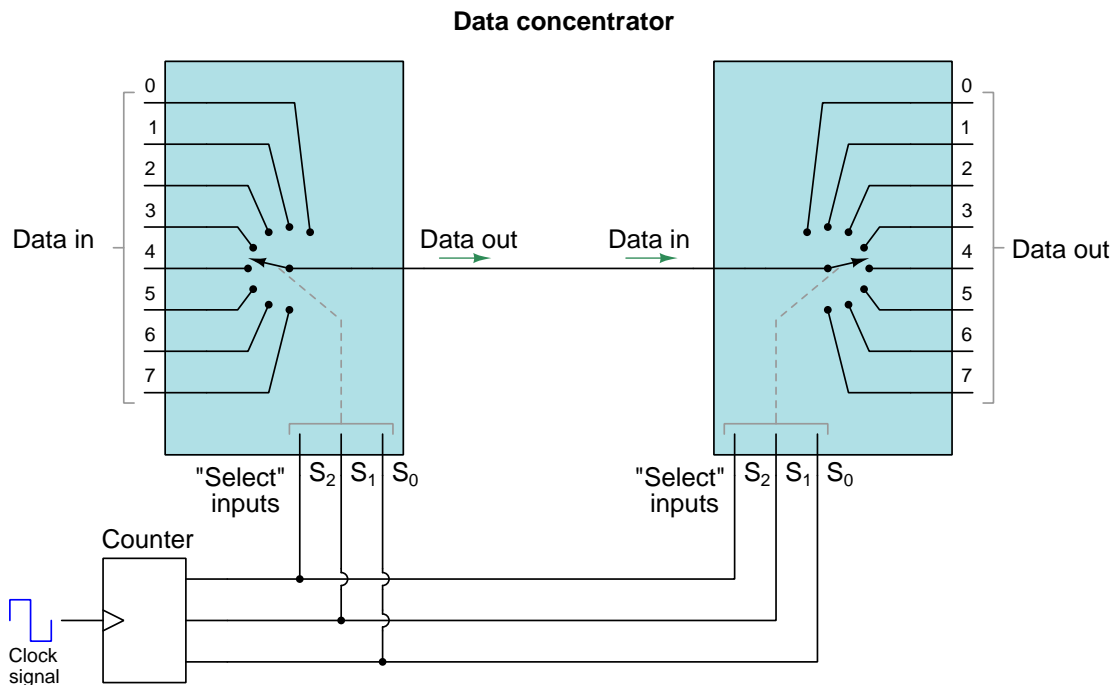 Data concentrator
0
1
2
3
4
5
6
7
Data in
Data out
Data in
0
1
2
3
4
5
6
7
Data out
"Select"
inputs
S2 S1 S0
"Select"
inputs
S2 S1 S0
Counter
Clock
signal